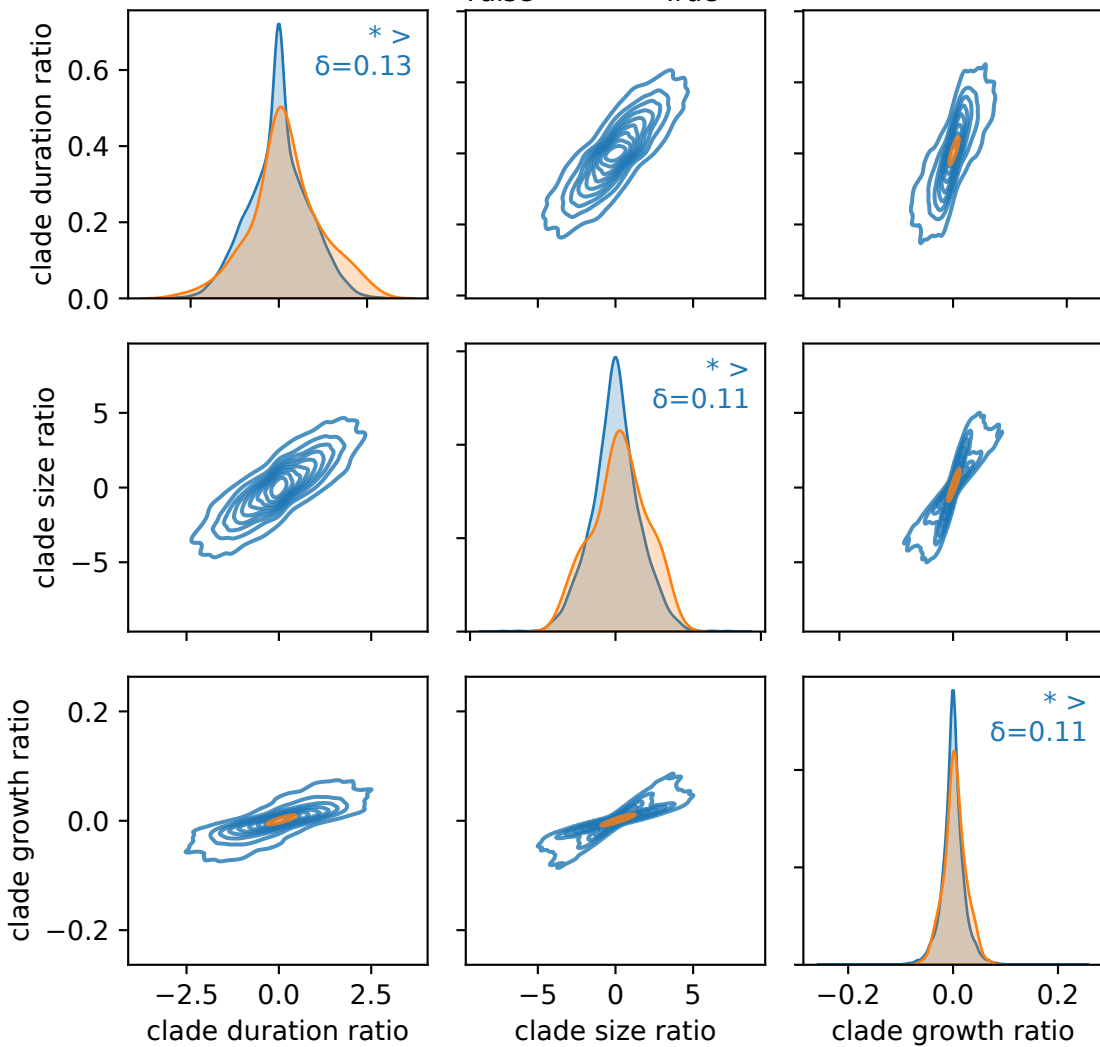 clade duration ratio
0.6
0.4
0.2
0.0
* >
δ=0.13
clade size ratio
5
0
−5
* >
δ=0.11
clade growth ratio
0.2
0.0
−0.2
* >
δ=0.11
−2.5 0.0 2.5
−5 0 5
−0.2 0.0 0.2
clade duration ratio
clade size ratio
clade growth ratio